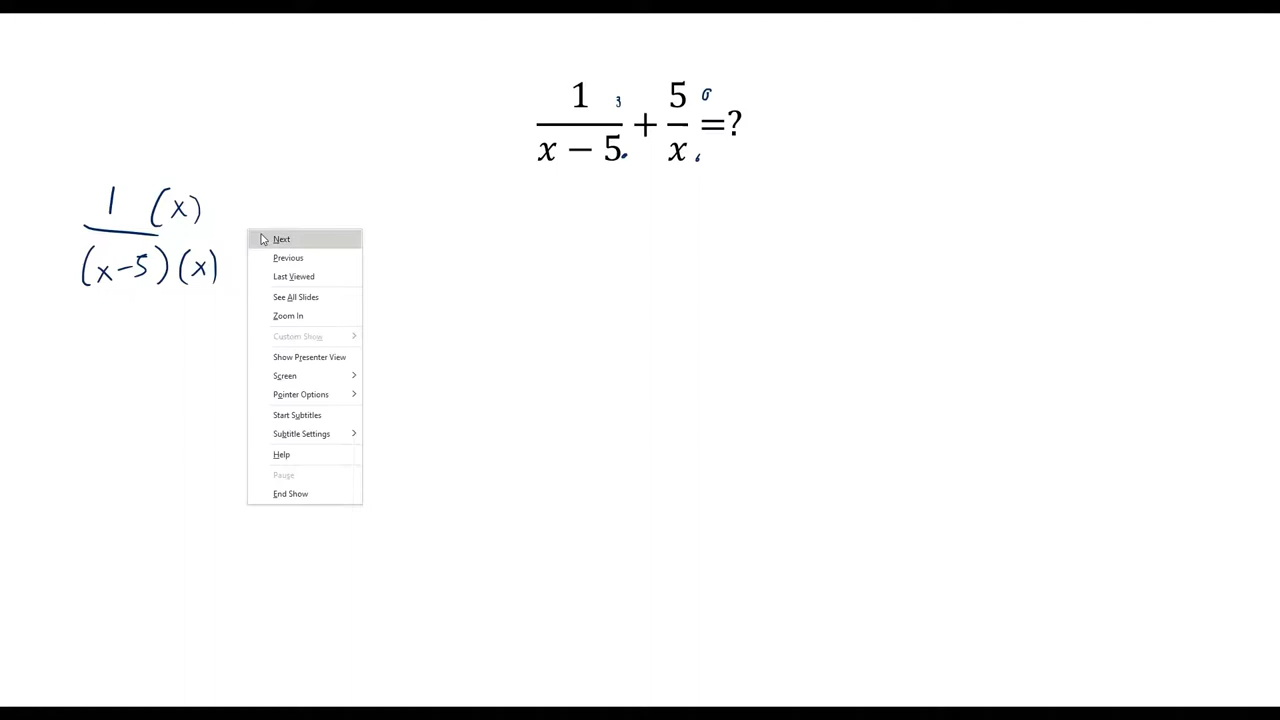 1/(x − 5) + 5/x =?
1 (x)
(x-5)(x)
Next
Previous
Last Viewed
See All Slides
Zoom In
Custom Show
Show Presenter View
Screen
Pointer Options
Start Subtitles
Subtitle Settings
Help
Pause
End Show